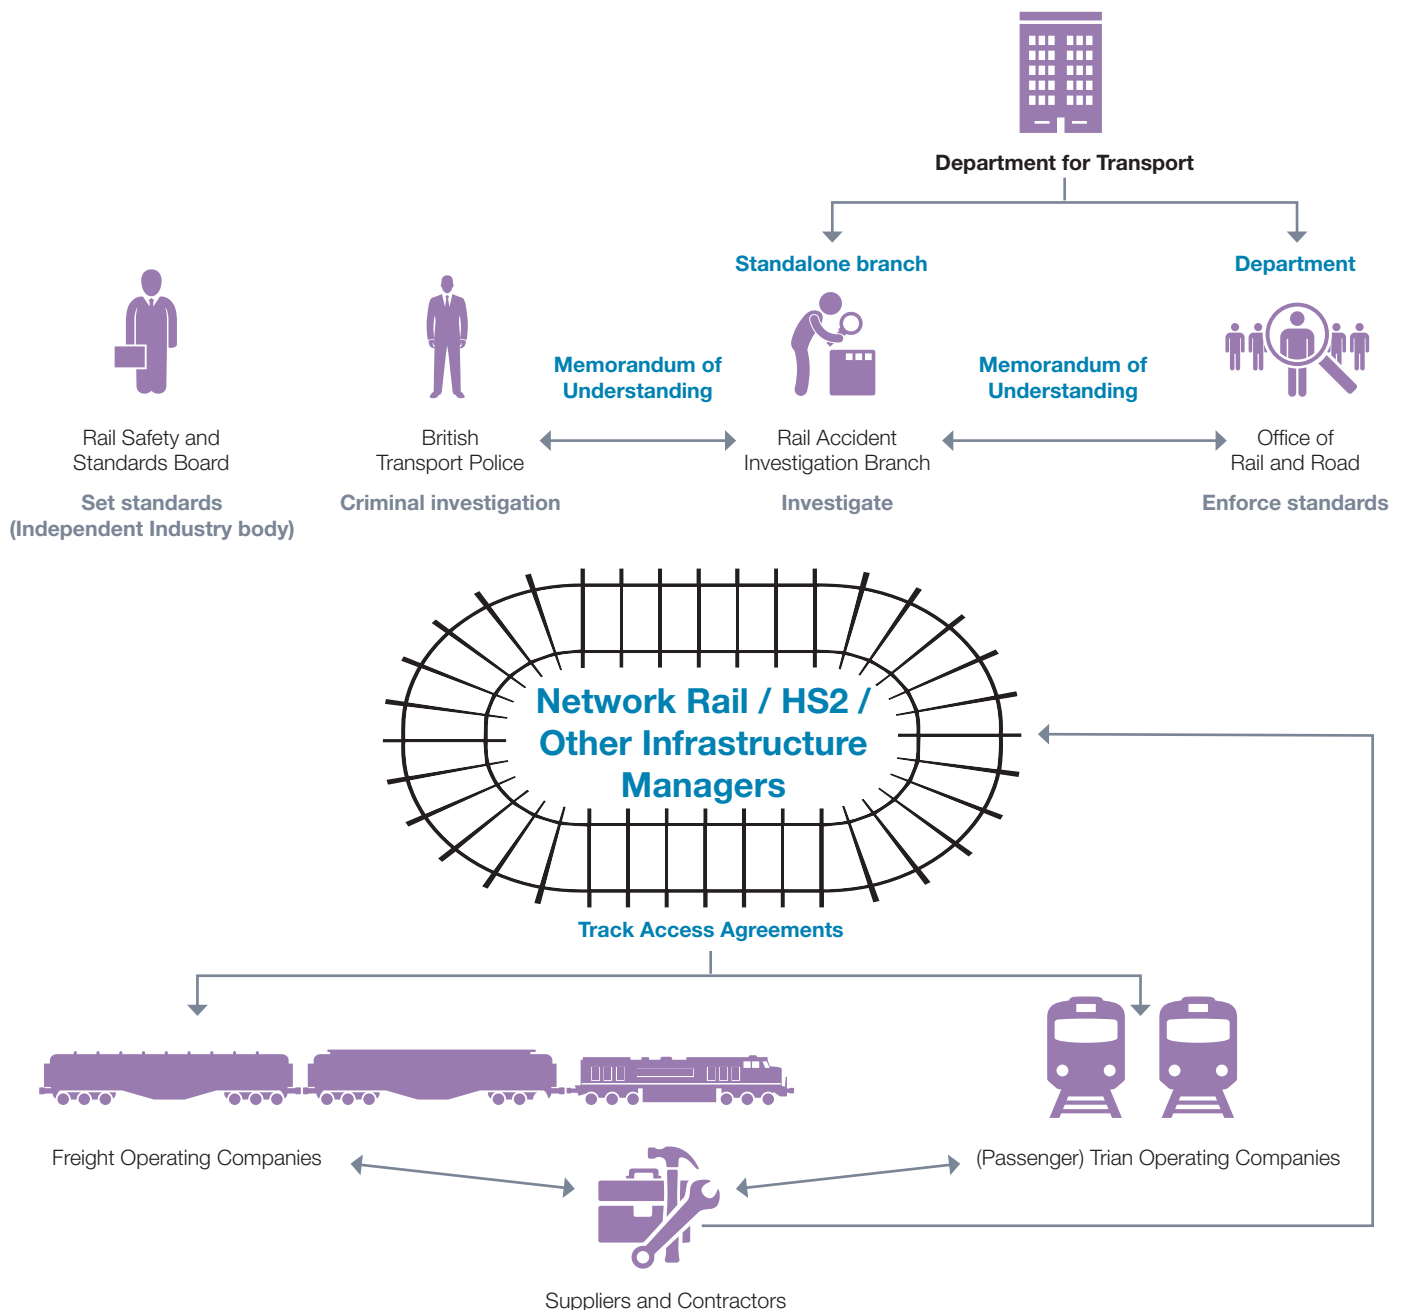 Department for Transport
Standalone branch
Department
Memorandum of
Understanding
Memorandum of
Understanding
Rail Safety and
Standards Board
Set standards
(Independent Industry body)
British
Transport Police
Criminal investigation
Rail Accident
Investigation Branch
Investigate
Office of
Rail and Road
Enforce standards
Network Rail / HS2 /
Other Infrastructure
Managers
Track Access Agreements
Freight Operating Companies
(Passenger) Trian Operating Companies
Suppliers and Contractors